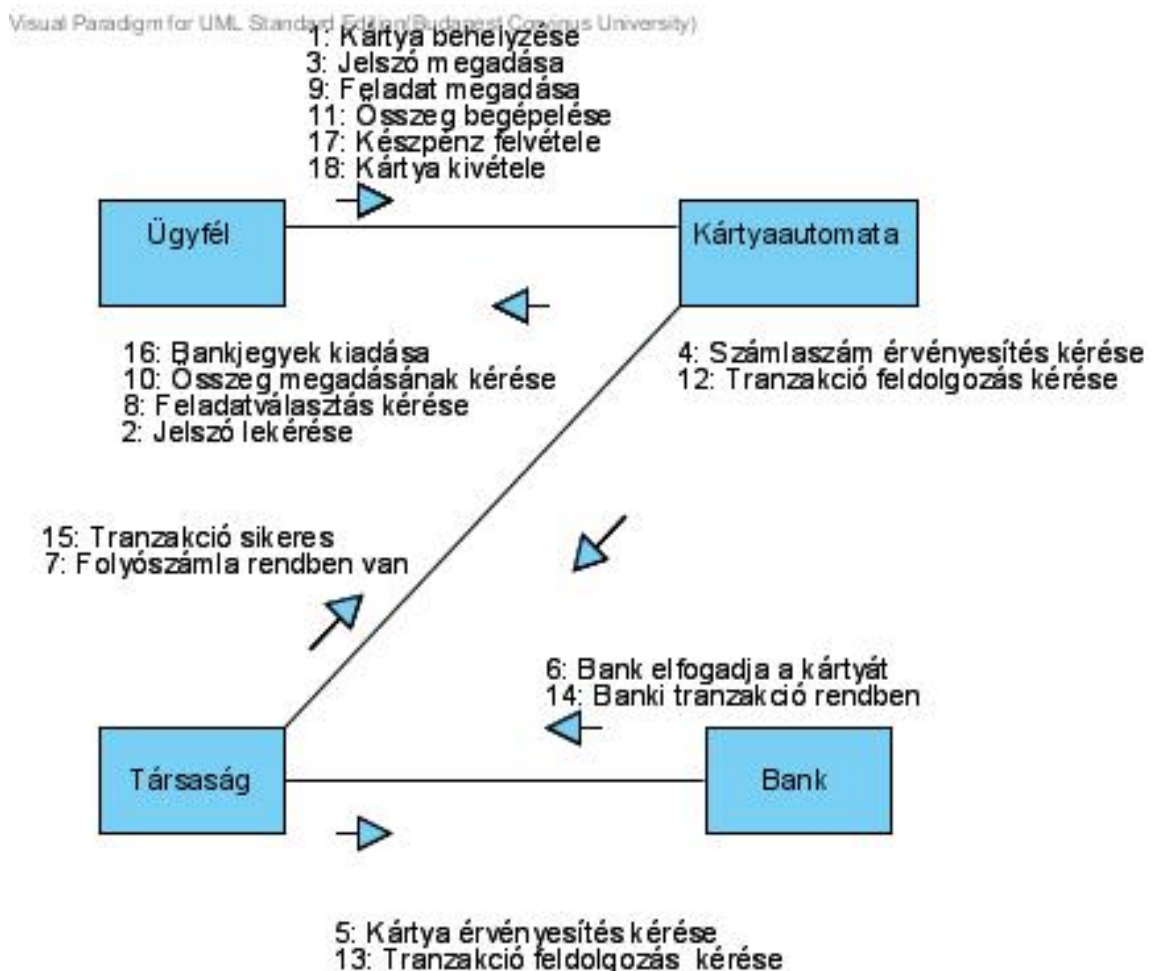 Visual Paradigm for UML Standard Edition(Budapest Corvinus University)
1: Kártya behelyzése
3: Jelszó megadása
9: Feladat megadása
11: Összeg begépelése
17: Készpénz felvétele
18: Kártya kivétele
Ügyfél
Kártyaautomata
16: Bankjegyek kiadása
10: Összeg megadásának kérése
8: Feladatválasztás kérése
2: Jelszó lekérése
4: Számlaszám érvényesítés kérése
12: Tranzakció feldolgozás kérése
15: Tranzakció sikeres
7: Folyószámla rendben van
6: Bank elfogadja a kártyát
14: Banki tranzakció rendben
Társaság
Bank
5: Kártya érvényesítés kérése
13: Tranzakció feldolgozás kérése